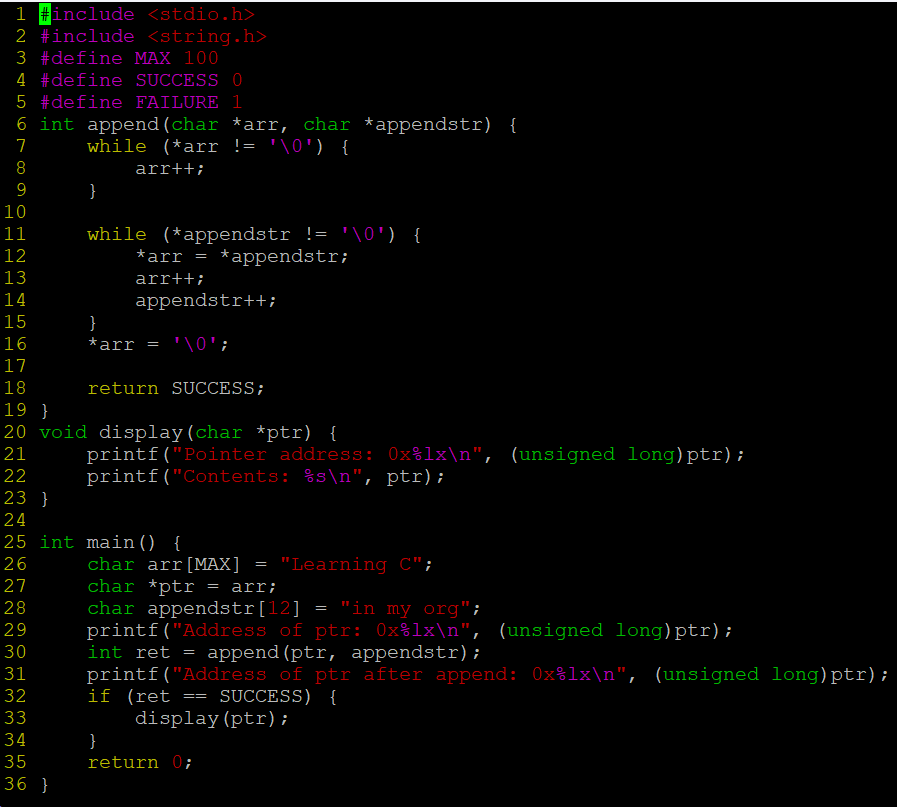 1 #include <stdio.h>
2 #include <string.h>
3 #define MAX 100
4 #define SUCCESS 0
5 #define FAILURE 1
6 int append(char *arr, char *appendstr) {
7     while (*arr != '\0') {
8         arr++;
9     }
10
11     while (*appendstr != '\0') {
12         *arr = *appendstr;
13         arr++;
14         appendstr++;
15     }
16     *arr = '\0';
17
18     return SUCCESS;
19 }
20 void display(char *ptr) {
21     printf("Pointer address: 0x%lx\n", (unsigned long)ptr);
22     printf("Contents: %s\n", ptr);
23 }
24
25 int main() {
26     char arr[MAX] = "Learning C";
27     char *ptr = arr;
28     char appendstr[12] = "in my org";
29     printf("Address of ptr: 0x%lx\n", (unsigned long)ptr);
30     int ret = append(ptr, appendstr);
31     printf("Address of ptr after append: 0x%lx\n", (unsigned long)ptr);
32     if (ret == SUCCESS) {
33         display(ptr);
34     }
35     return 0;
36 }